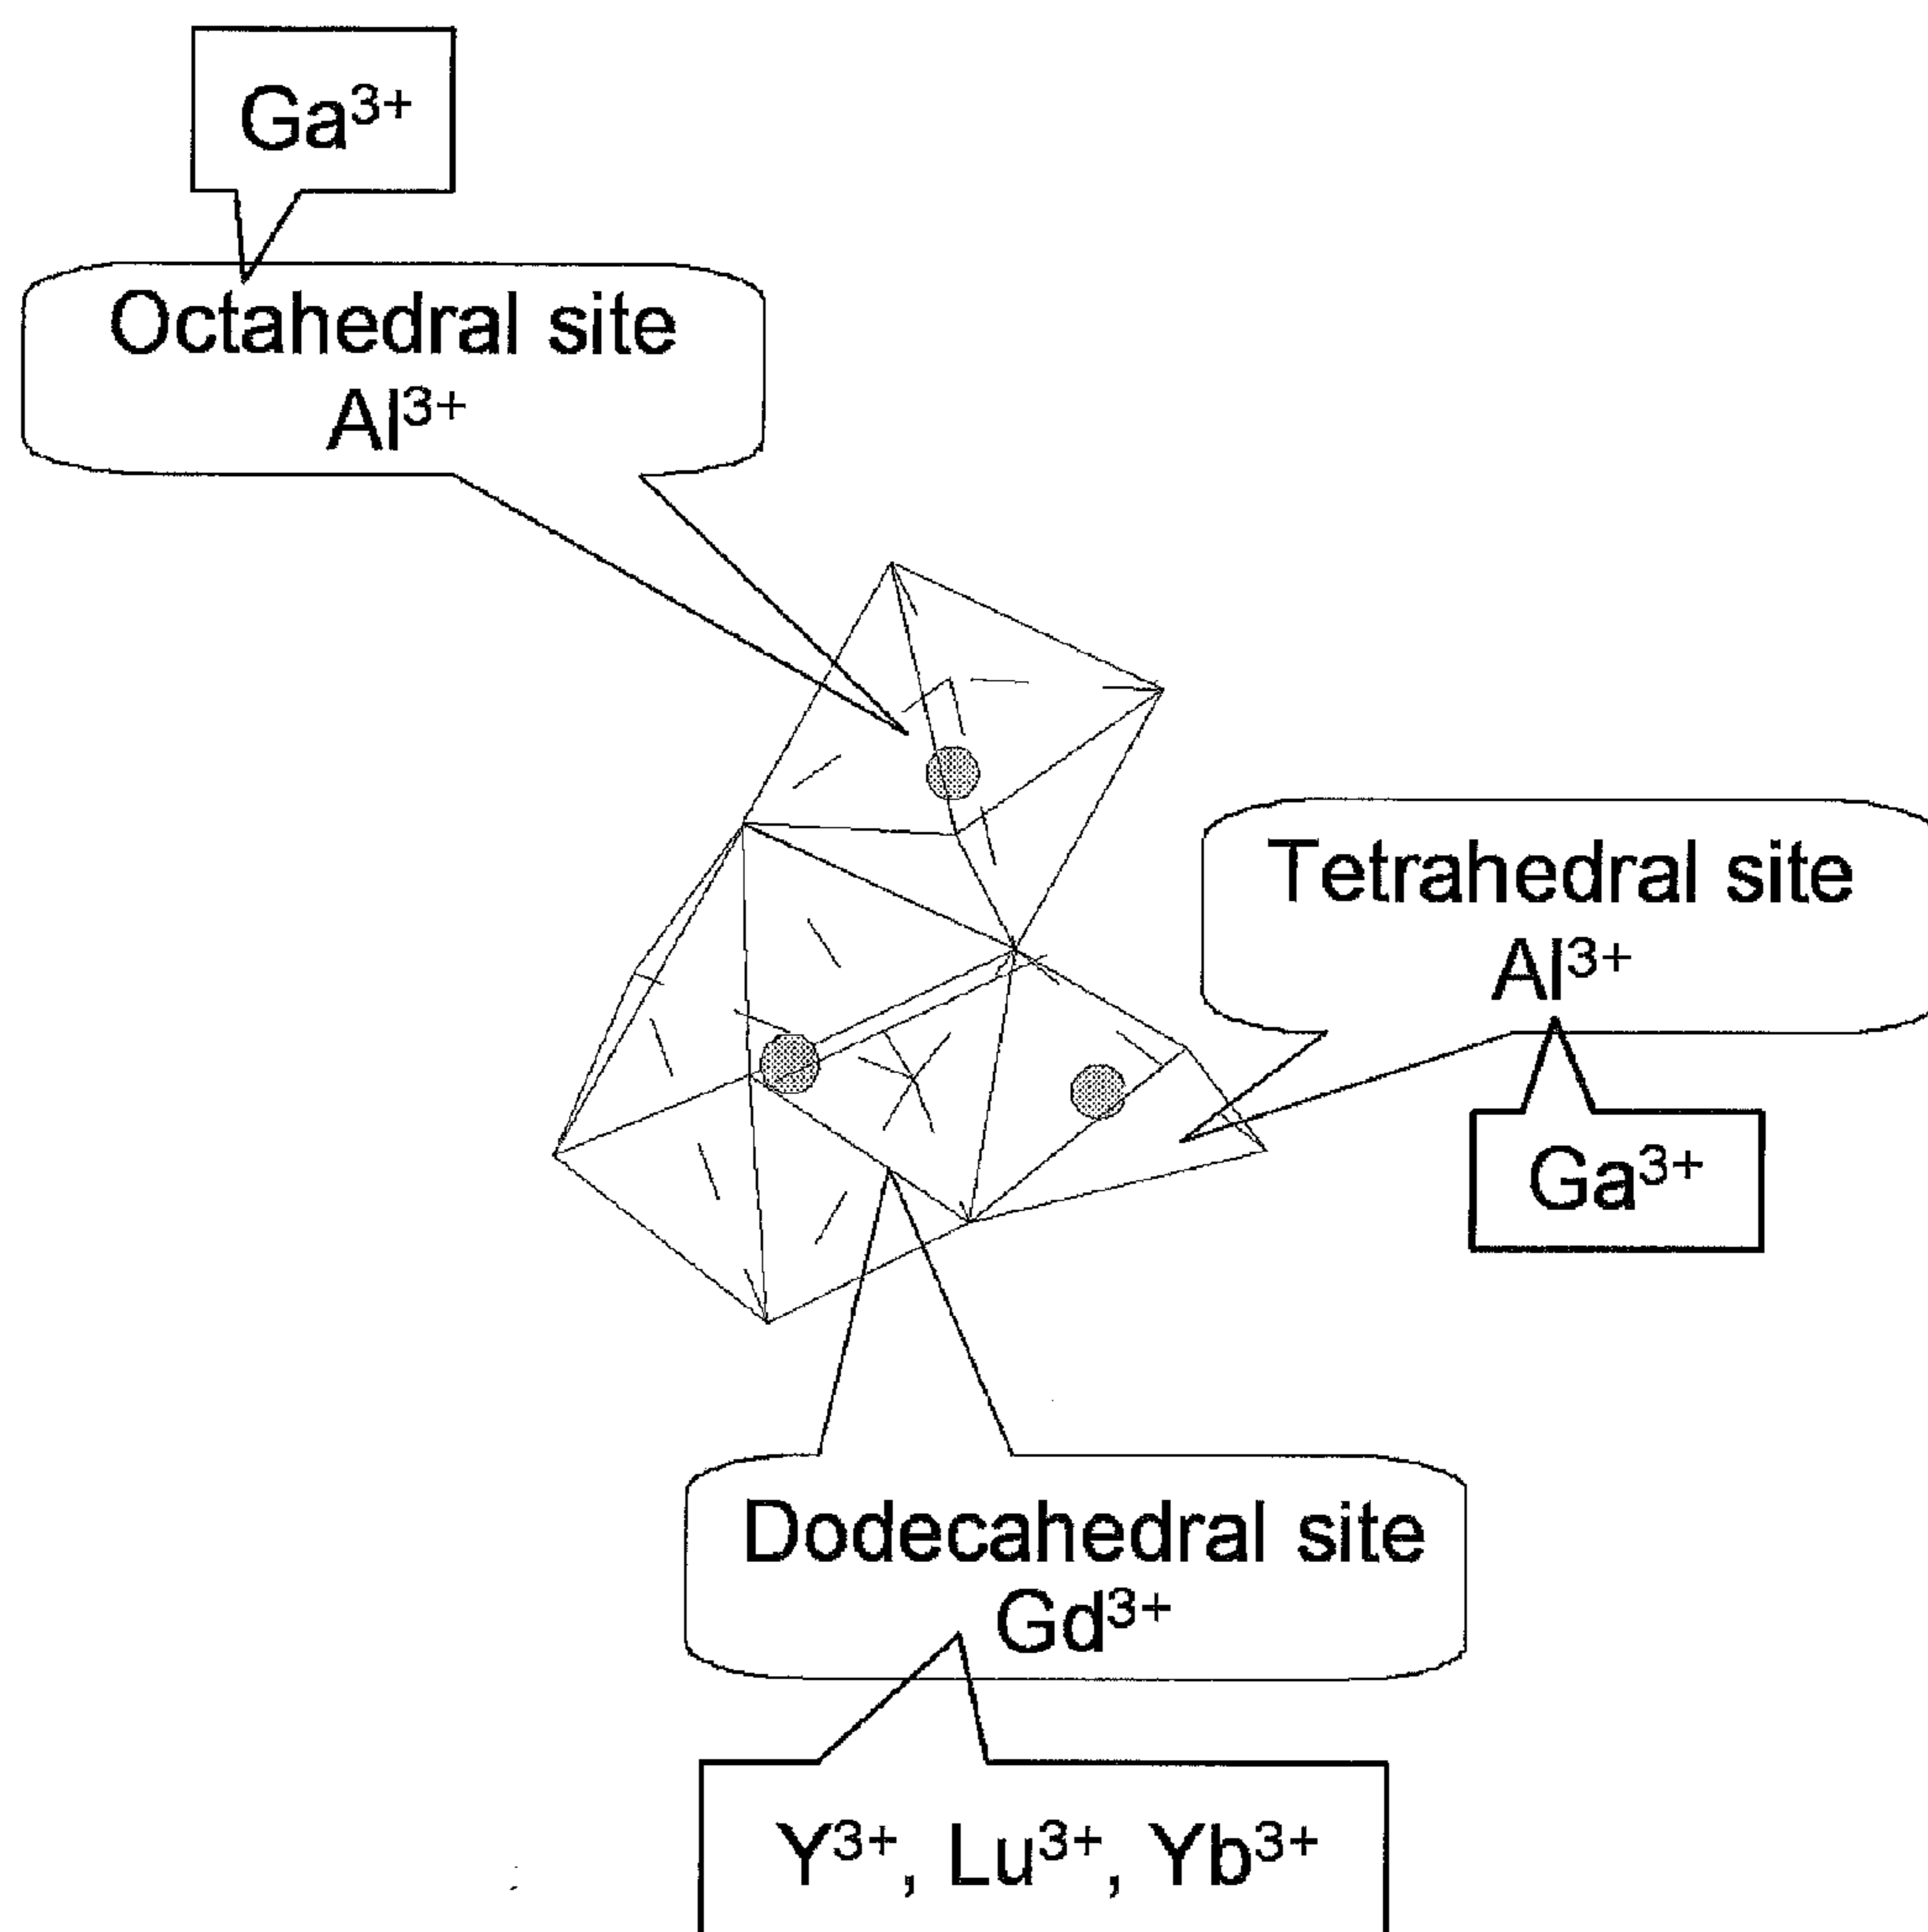 Ga³⁺
Octahedral site
Al³⁺
Tetrahedral site
Al³⁺
Ga³⁺
Dodecahedral site
Gd³⁺
Y³⁺, Lu³⁺, Yb³⁺